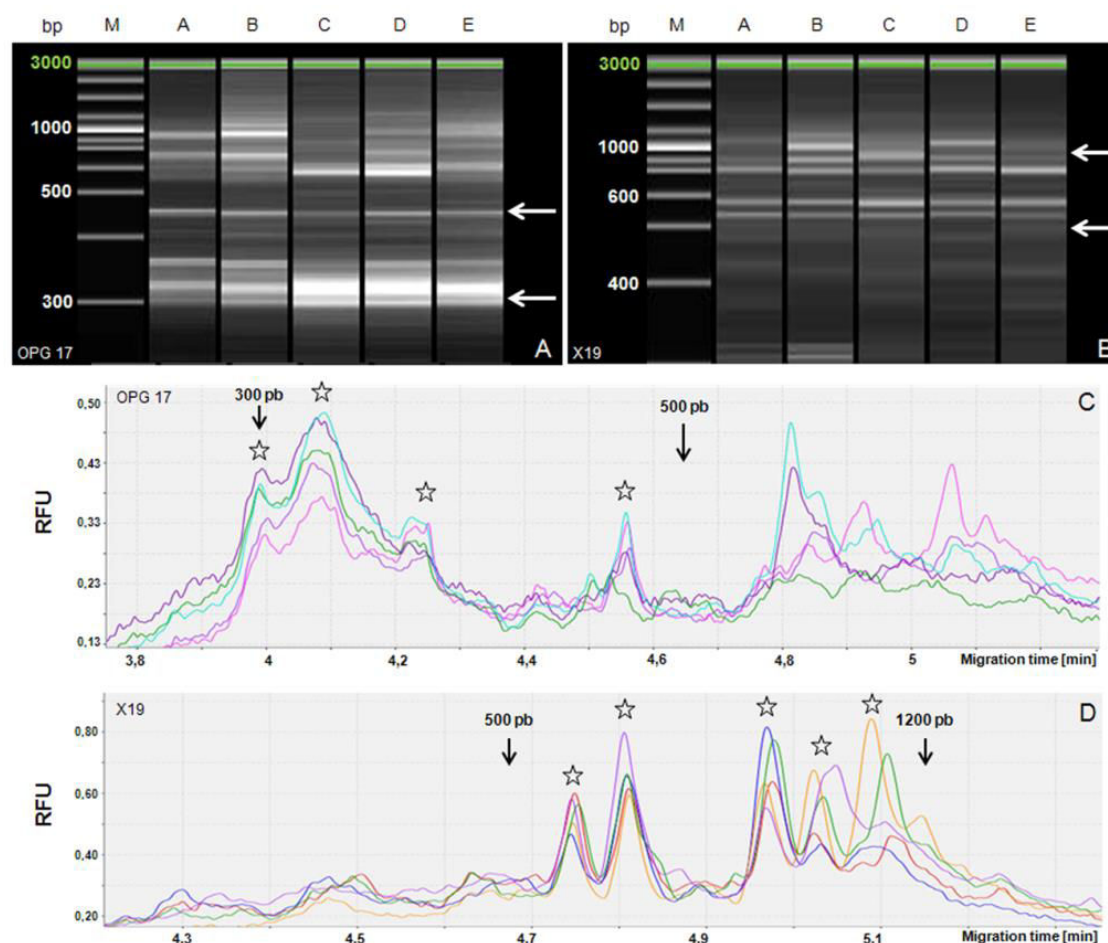 bp M A B C D E
bp M A B C D E
3000
1000
500
300
OPG 17
A
3000
1000
600
400
X19
B
OPG 17
300 pb
500 pb
C
RFU
0,50
0,43
0,33
0,23
0,13
3,8 4 4,2 4,4 4,6 4,8 5 Migration time [min]
X19
500 pb
1200 pb
D
RFU
0,80
0,60
0,40
0,20
4.3 4.5 4.7 4.9 5.1 Migration time [min]